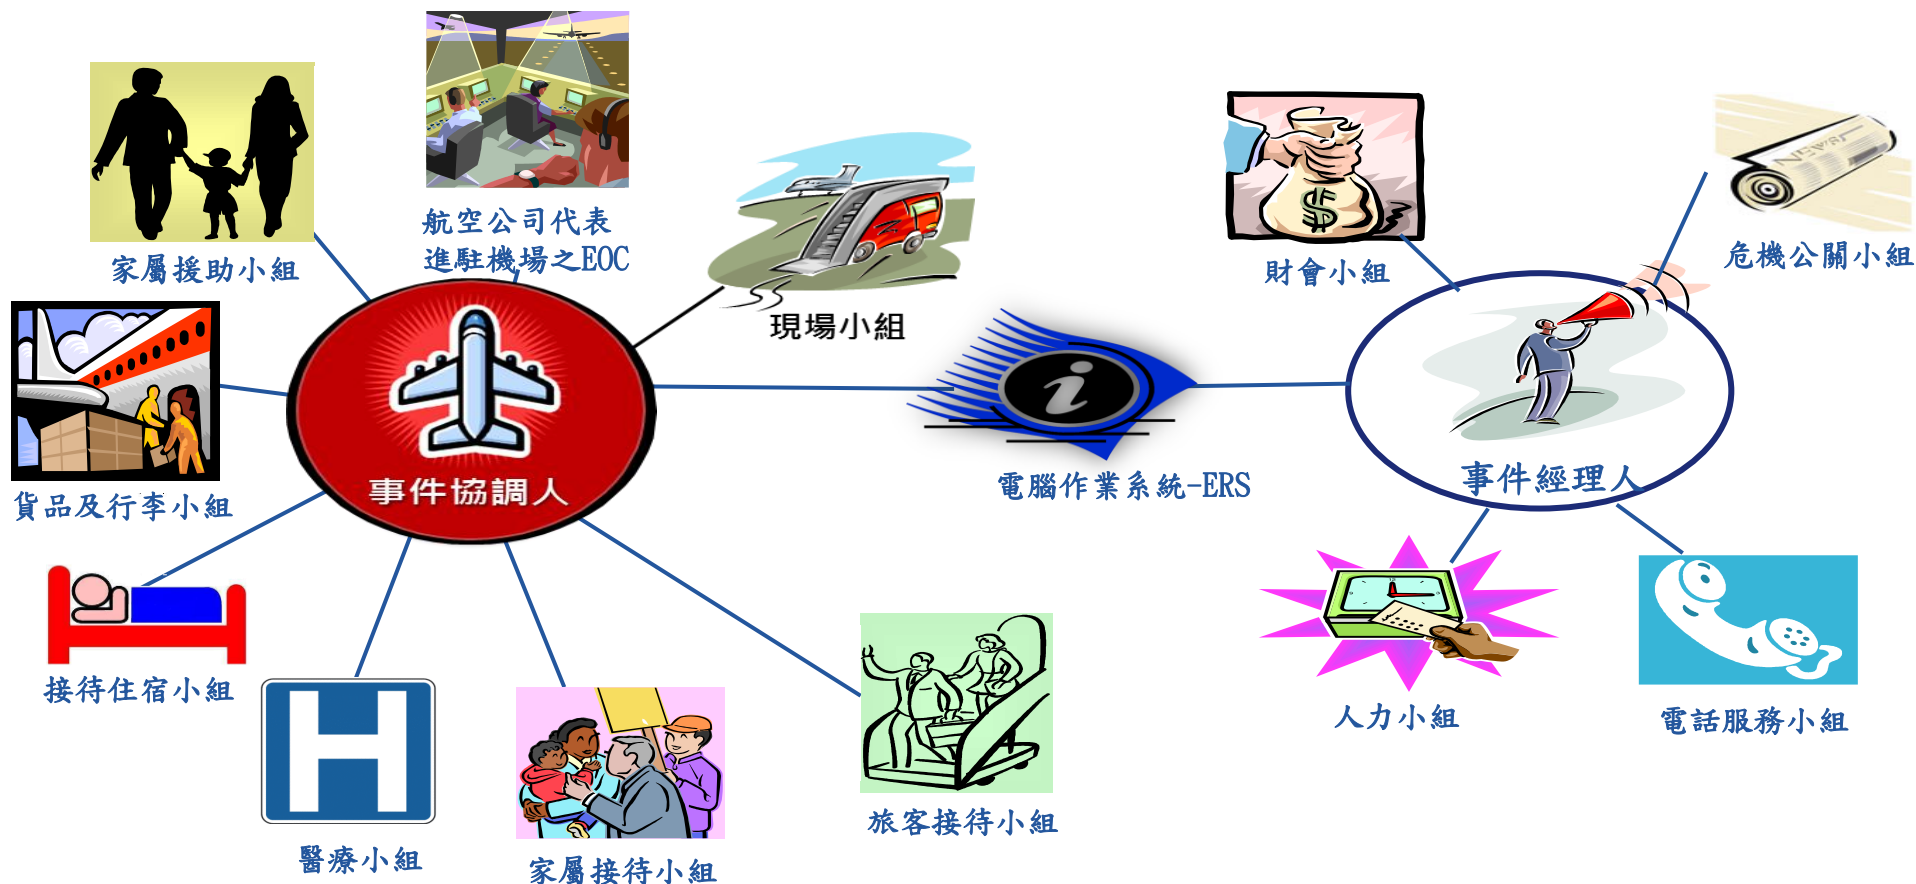 航空公司代表
進駐機場之EOC
家屬援助小組
NEWS
危機公關小組
$
財會小組
現場小組
i
事件協調人
電腦作業系統-ERS
事件經理人
貨品及行李小組
接待住宿小組
12
人力小組
電話服務小組
H
旅客接待小組
醫療小組
家屬接待小組